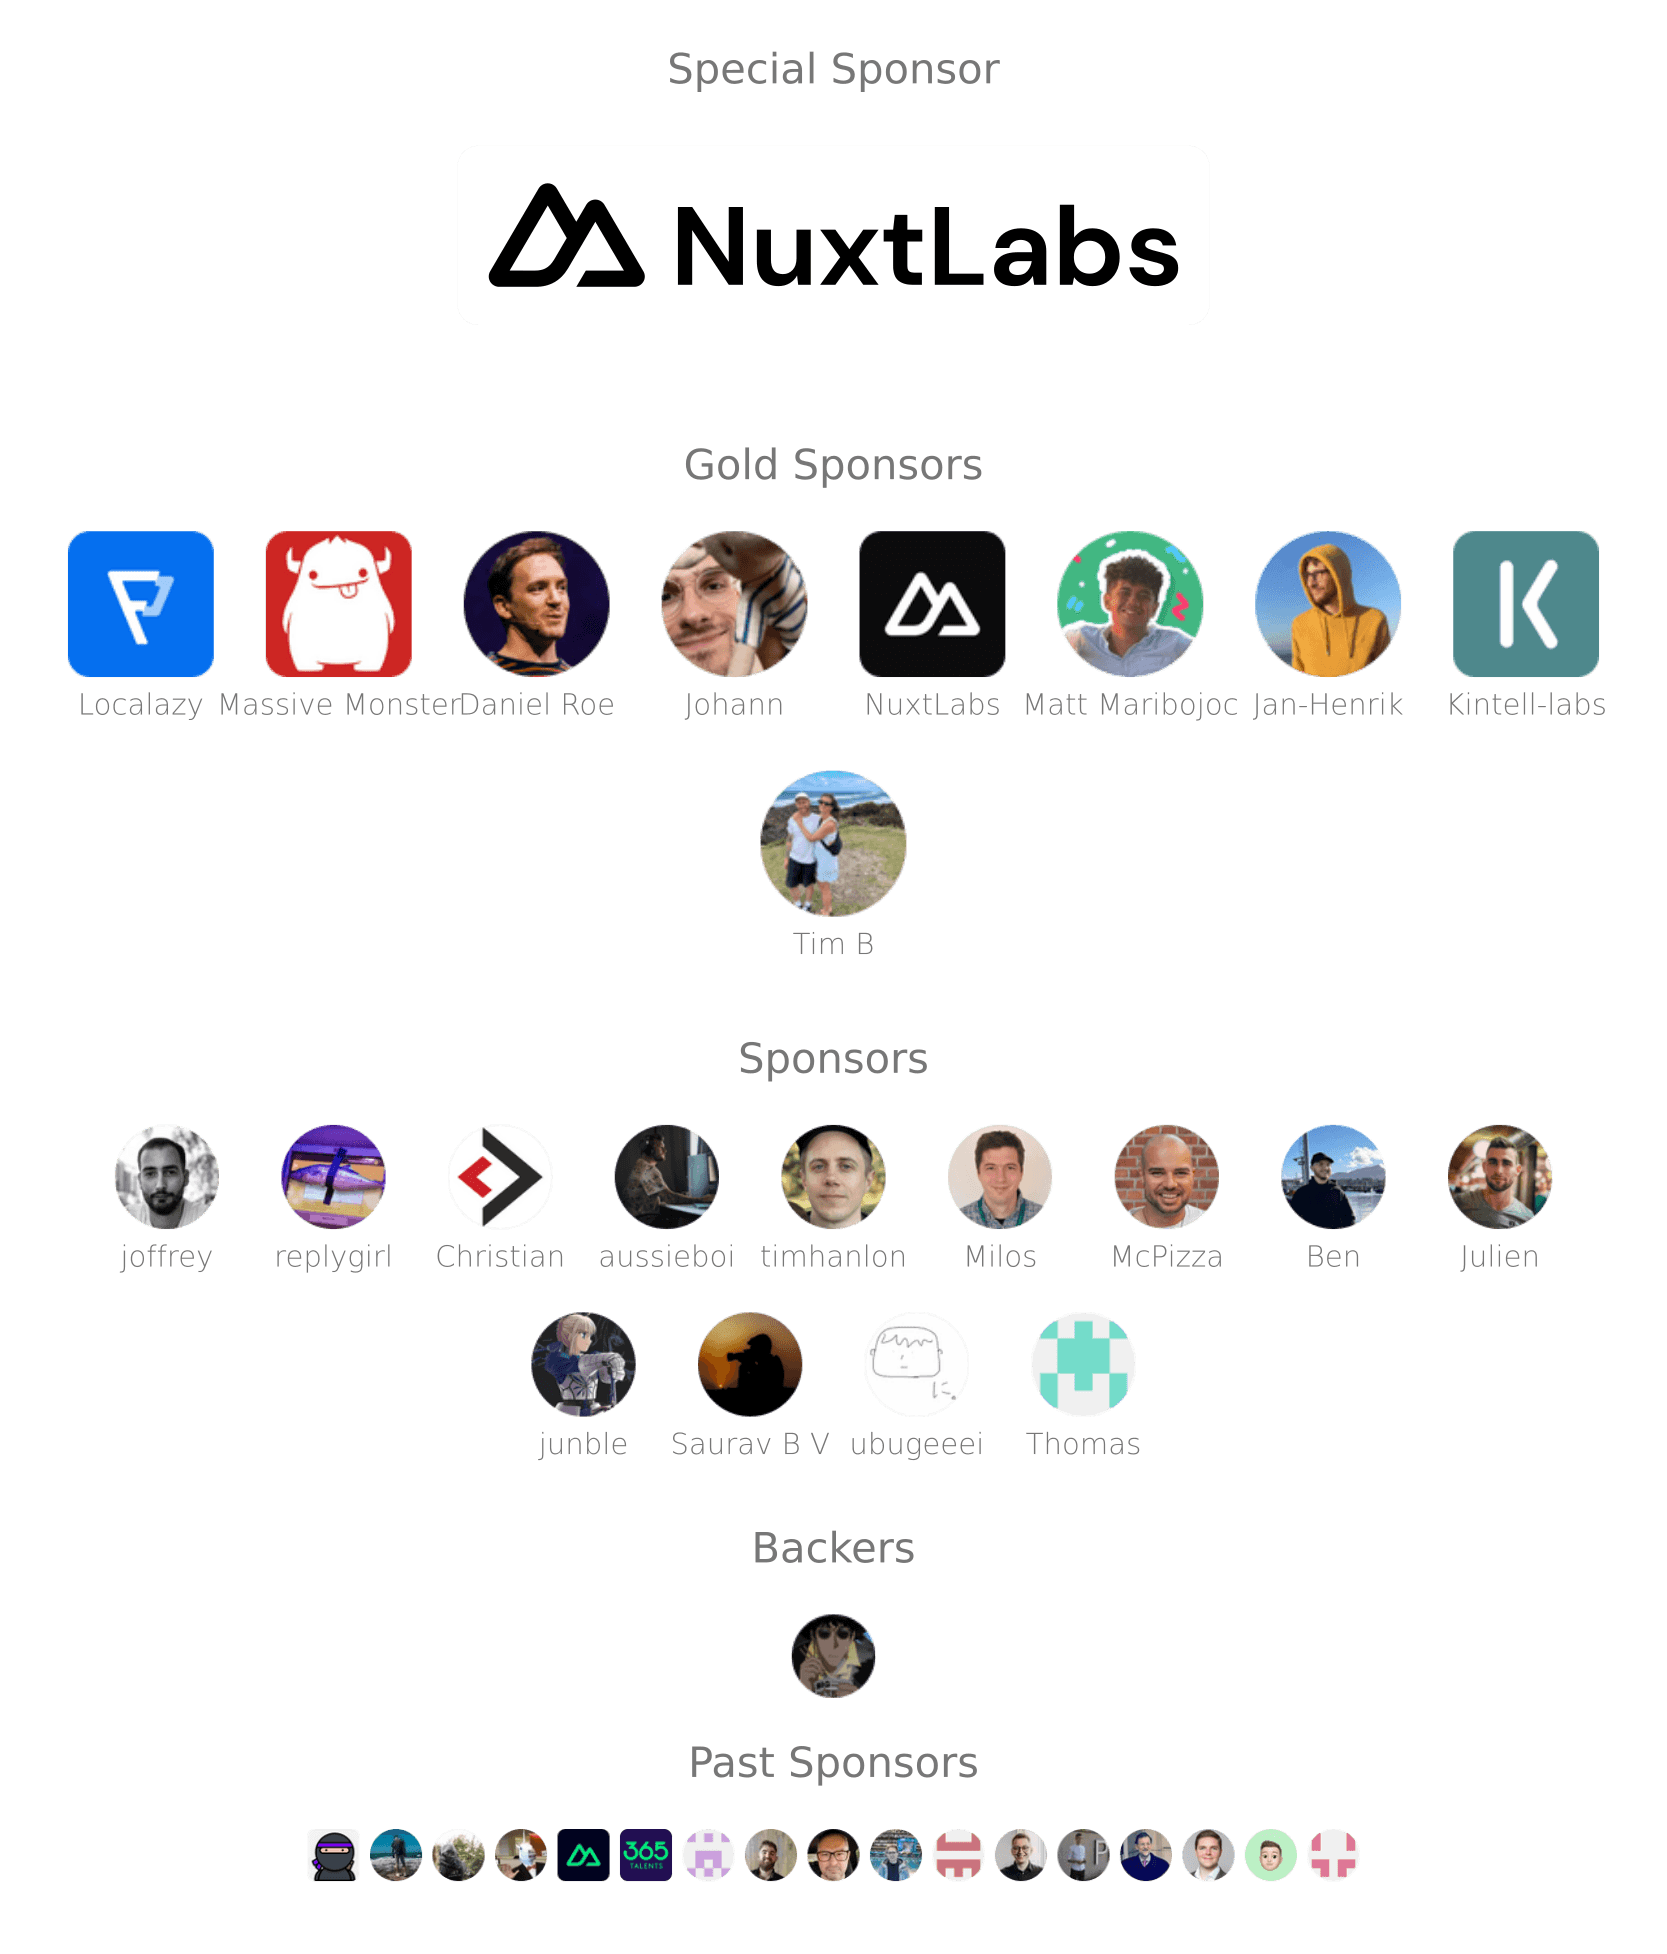 Special Sponsor
NuxtLabs
Gold Sponsors
Localazy Massive Monster Daniel Roe Johann NuxtLabs Matt Maribojoc Jan-Henrik Kintell-labs
Tim B
Sponsors
joffrey replygirl Christian aussieboi timhanlon Milos McPizza Ben Julien
junble Saurav B V ubugeeei Thomas
Backers
Past Sponsors
365
TALENTS